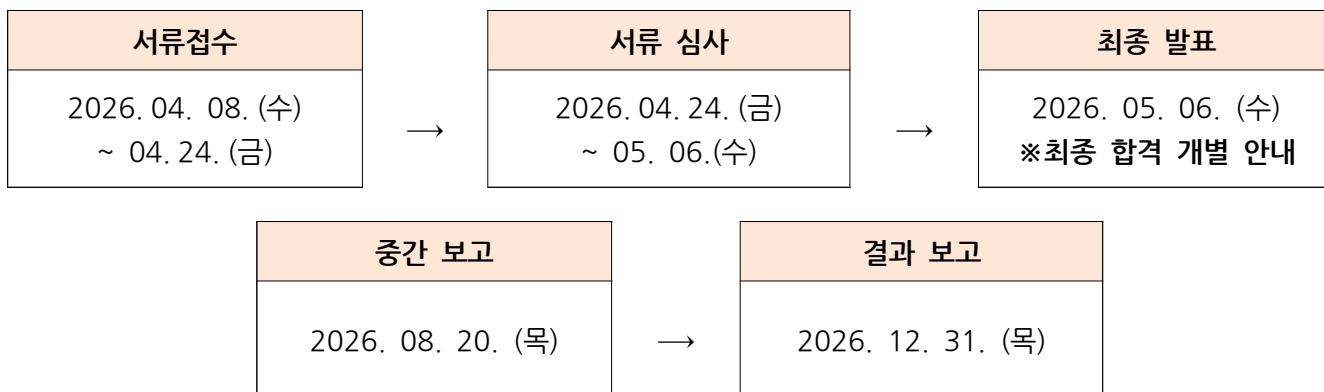 서류접수
2026. 04. 08. (수)
~ 04. 24. (금)
→
서류 심사
2026. 04. 24. (금)
~ 05. 06.(수)
→
최종 발표
2026. 05. 06. (수)
※최종 합격 개별 안내
중간 보고
2026. 08. 20. (목)
→
결과 보고
2026. 12. 31. (목)